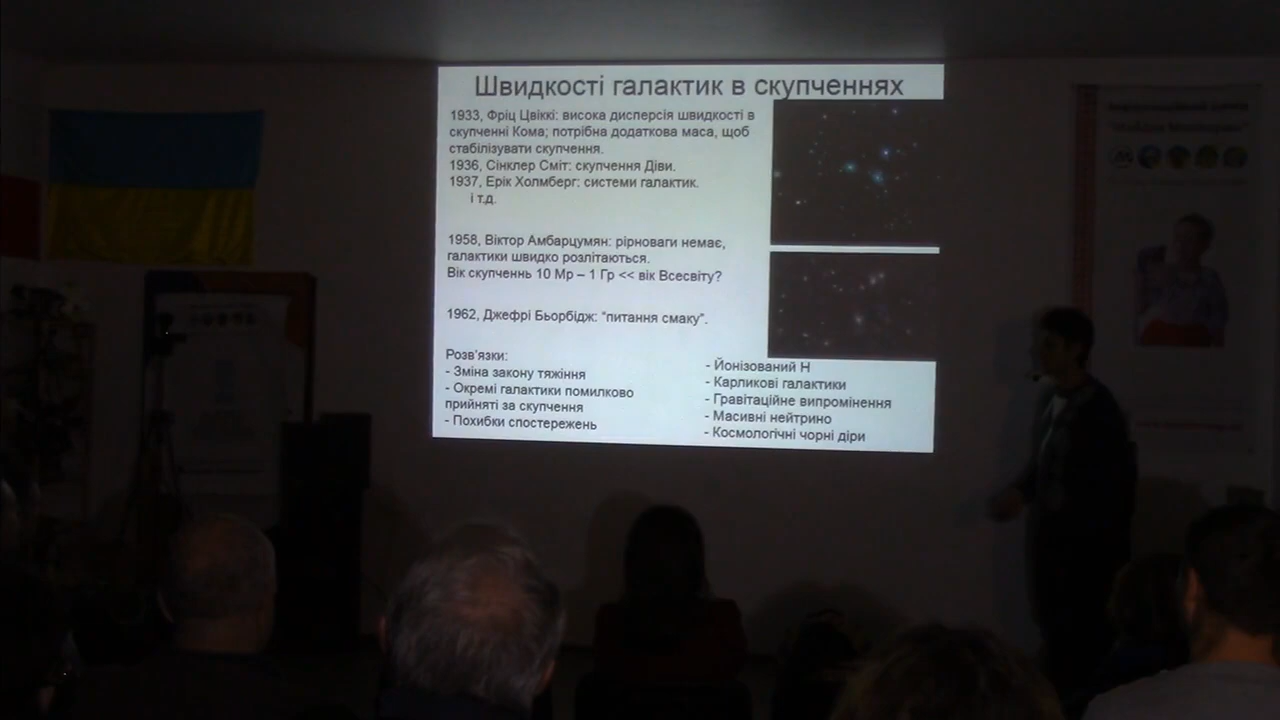 Швидкості галактик в скупченнях
1933, Фріц Цвіккі: висока дисперсія швидкості в
скупченні Кома; потрібна додаткова маса, щоб
стабілізувати скупчення.
1936, Сінклер Сміт: скупчення Діви.
1937, Ерік Холмберг: системи галактик.
і т.д.
1958, Віктор Амбарцумян: рірноваги немає,
галактики швидко розлітаються.
Вік скупченнь 10 Мр – 1 Гр << вік Всесвіту?
1962, Джефрі Бьорбідж: "питання смаку".
Розв'язки:
- Зміна закону тяжіння
- Окремі галактики помилково
прийняті за скупчення
- Похибки спостережень
- Йонізований Н
- Карликові галактики
- Гравітаційне випромінення
- Масивні нейтрино
- Космологічні чорні діри